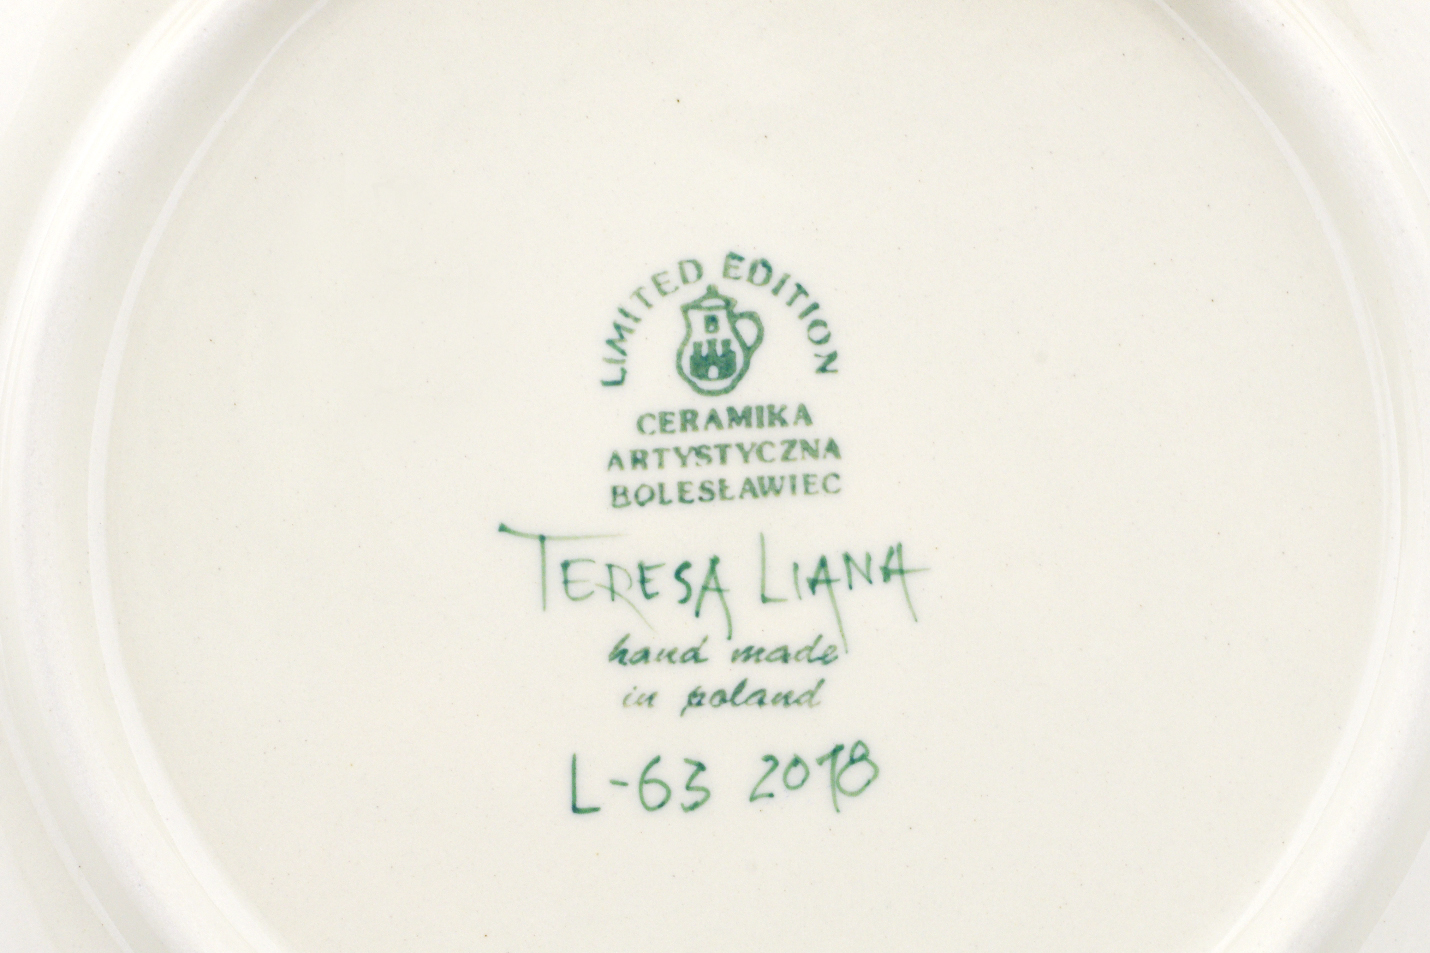 LIMITED EDITION
CERAMIKA
ARTYSTYCZNA
BOLESŁAWIEC
TERESA LIANA
hand made
in poland
L-63 2018